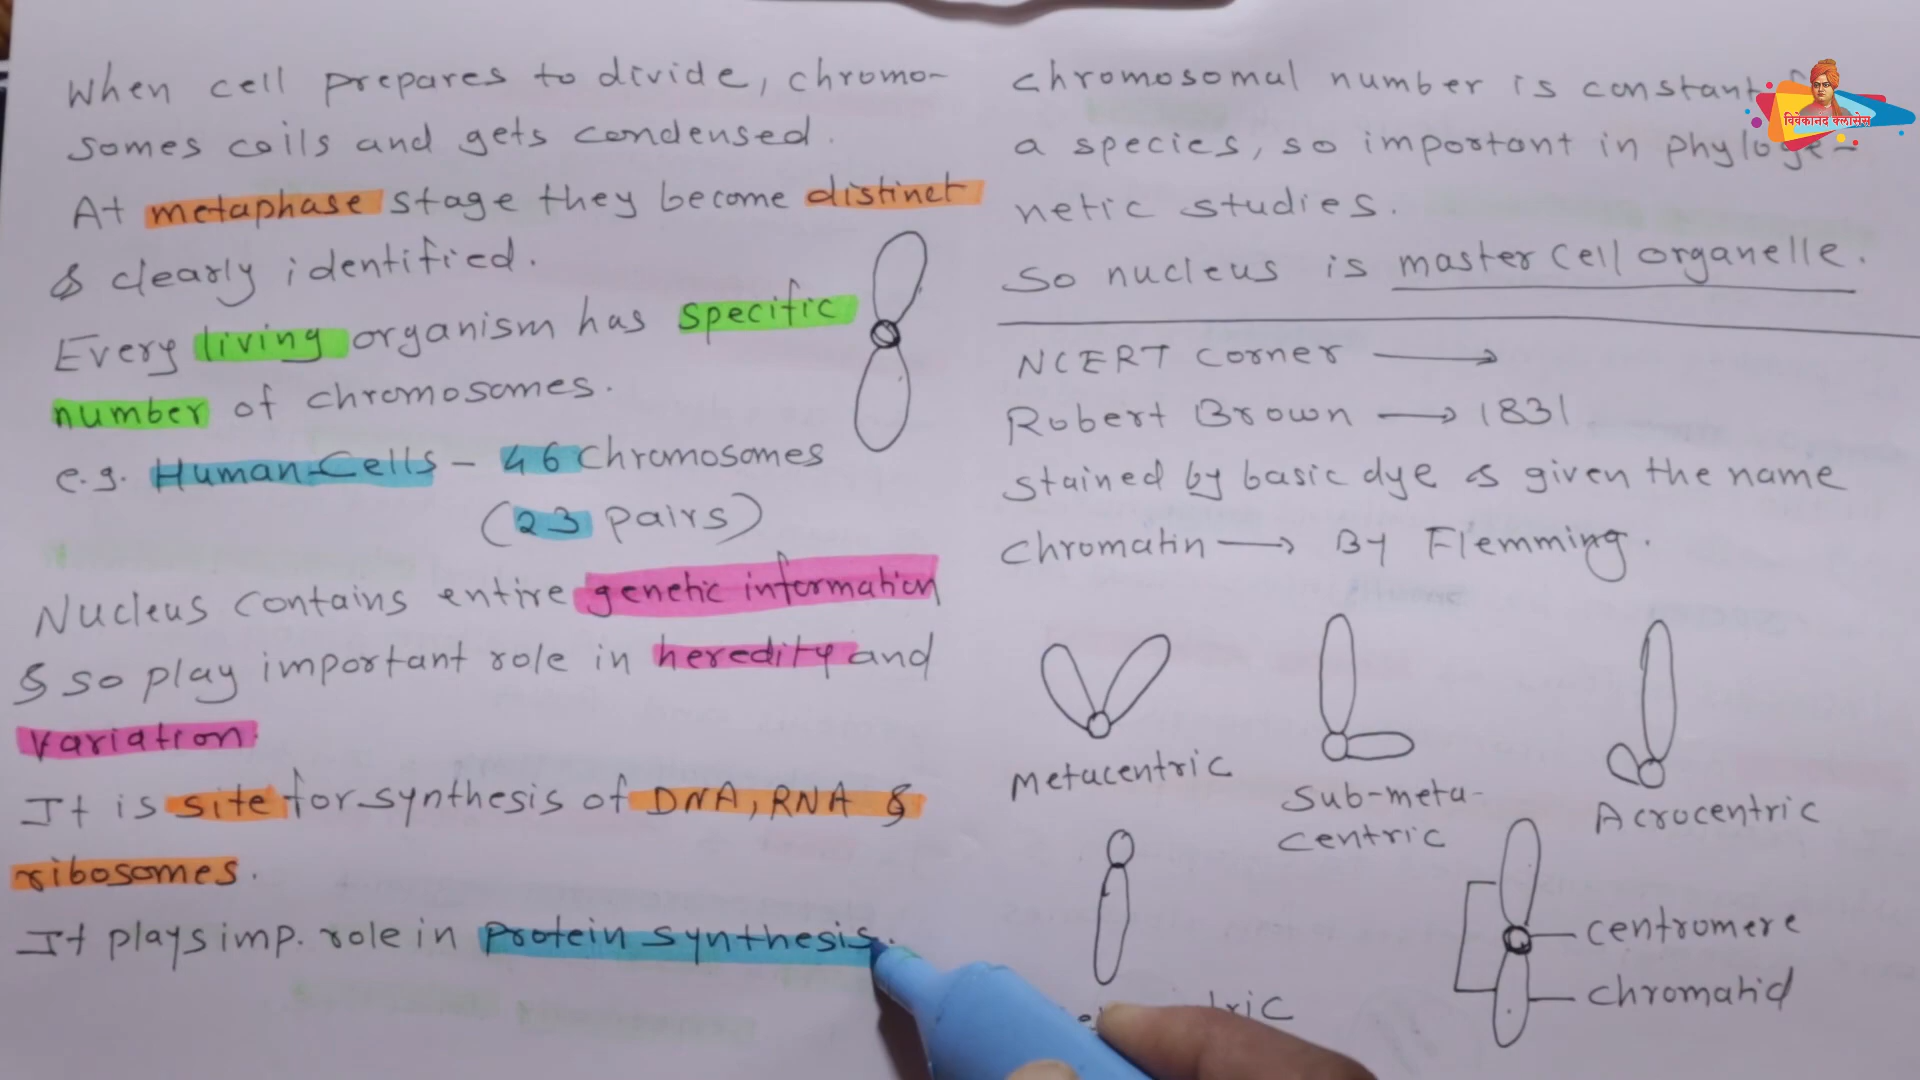 When cell prepares to divide, chromo-
somes coils and gets condensed.
At metaphase stage they become distinct
& clearly identified.
Every living organism has specific
number of chromosomes.
e.g. Human Cells - 46 Chromosomes
(23 pairs)
Nucleus contains entire genetic information
& so play important role in heredity and
variation.
It is site for synthesis of DNA, RNA &
ribosomes.
It plays imp. role in protein synthesis.
chromosomal number is constant
a species, so important in phyloge-
netic studies.
So nucleus is master cell organelle.
NCERT Corner →
Robert Brown → 1831
stained by basic dye & given the name
chromatin → By Flemming.
Metacentric
Sub-meta-
centric
Acrocentric
centromere
chromatid
विवेकानंद क्लासेस